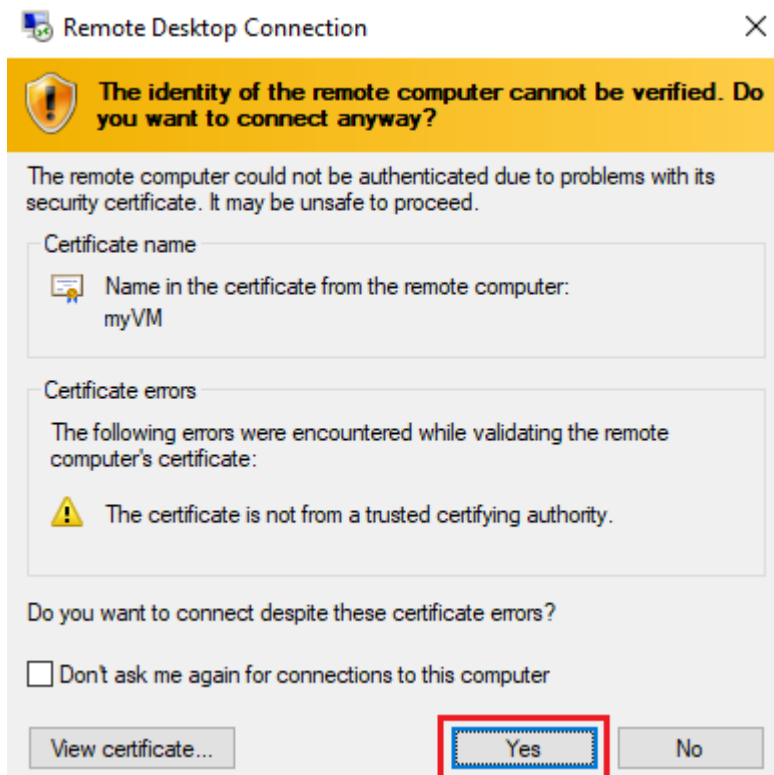 Remote Desktop Connection
The identity of the remote computer cannot be verified. Do
you want to connect anyway?
The remote computer could not be authenticated due to problems with its
security certificate. It may be unsafe to proceed.
Certificate name
Name in the certificate from the remote computer:
myVM
Certificate errors
The following errors were encountered while validating the remote
computer's certificate:
The certificate is not from a trusted certifying authority.
Do you want to connect despite these certificate errors?
Don't ask me again for connections to this computer
View certificate...
Yes
No